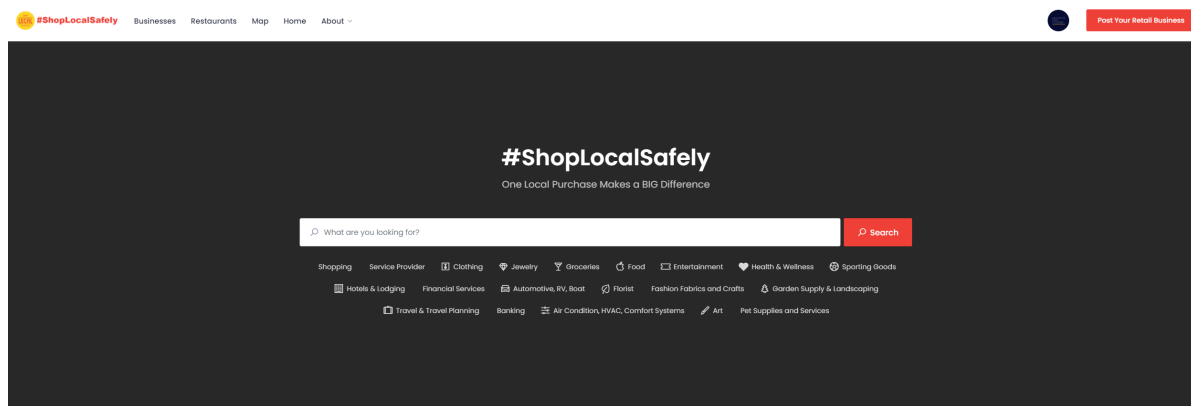 LOCAL #ShopLocalSafely Businesses Restaurants Map Home About Post Your Retail Business
#ShopLocalSafely
One Local Purchase Makes a BIG Difference
What are you looking for? Search
Shopping Service Provider Clothing Jewelry Groceries Food Entertainment Health & Wellness Sporting Goods
Hotels & Lodging Financial Services Automotive, RV, Boat Florist Fashion Fabrics and Crafts Garden Supply & Landscaping
Travel & Travel Planning Banking Air Condition, HVAC, Comfort Systems Art Pet Supplies and Services